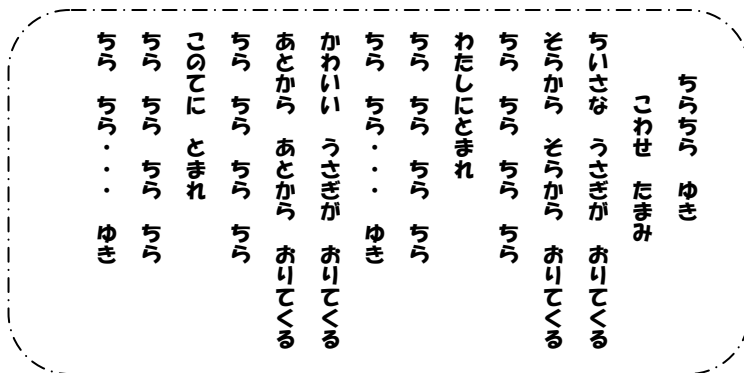 ちらちら ゆき
こわせ たまみ
ちいさな うさぎが おりてくる
そらから そらから おりてくる
ちら ちら ちら ちら
わたしにとまれ
ちら ちら ちら ちら
ちら ちら・・・ ゆき
かわいい うさぎが おりてくる
あとから あとから おりてくる
ちら ちら ちら ちら
このてに とまれ
ちら ちら ちら ちら
ちら ちら・・・ ゆき